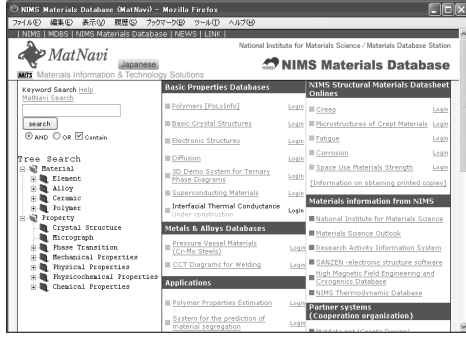 NIMS Materials Database (MatNavi) - Mozilla Firefox
ファイル(F) 編集(E) 表示(V) 履歴(S) ブックマーク(B) ツール(T) ヘルプ(H)
| NIMS | MDBS | NIMS Materials Database | NEWS | LINK |
National Institute for Materials Science / Materials Database Station
MatNavi
Japanese
NIMS Materials Database
MITS Materials Information & Technology Solutions
Keyword Search Help
MatNavi Search
search
AND OR Contain
Tree Search
Material
Element
Alloy
Ceramic
Polymer
Property
Crystal Structure
Micrograph
Phase Transition
Mechanical Properties
Physical Properties
Physicochemical Properties
Chemical Properties
Basic Properties Databases
Polymers [PoLyInfo] Login
Basic Crystal Structures Login
Electronic Structures Login
Diffusion Login
3D Demo System for Ternary
Phase Diagrams Login
Superconducting Materials Login
Interfacial Thermal Conductance
Under construction Login
Metals & Alloys Databases
Pressure Vessel Materials
(Cr-Mo Steels) Login
CCT Diagrams for Welding Login
Applications
Polymer Properties Estimation Login
System for the prediction of
material segregation Login
NIMS Structural Materials Datasheet
Onlines
Creep Login
Microstructures of Crept Materials Login
Fatigue Login
Corrosion Login
Space Use Materials Strength Login
[Information on obtaining printed copies]
Materials information from NIMS
National Institute for Materials Science
Materials Science Outlook
Research Activity Information System
SANZEN -electronic structure software
High Magnetic Field Engineering and
Cryogenics Database
NIMS Thermodynamic Database
Partner systems
(Cooperation organization)